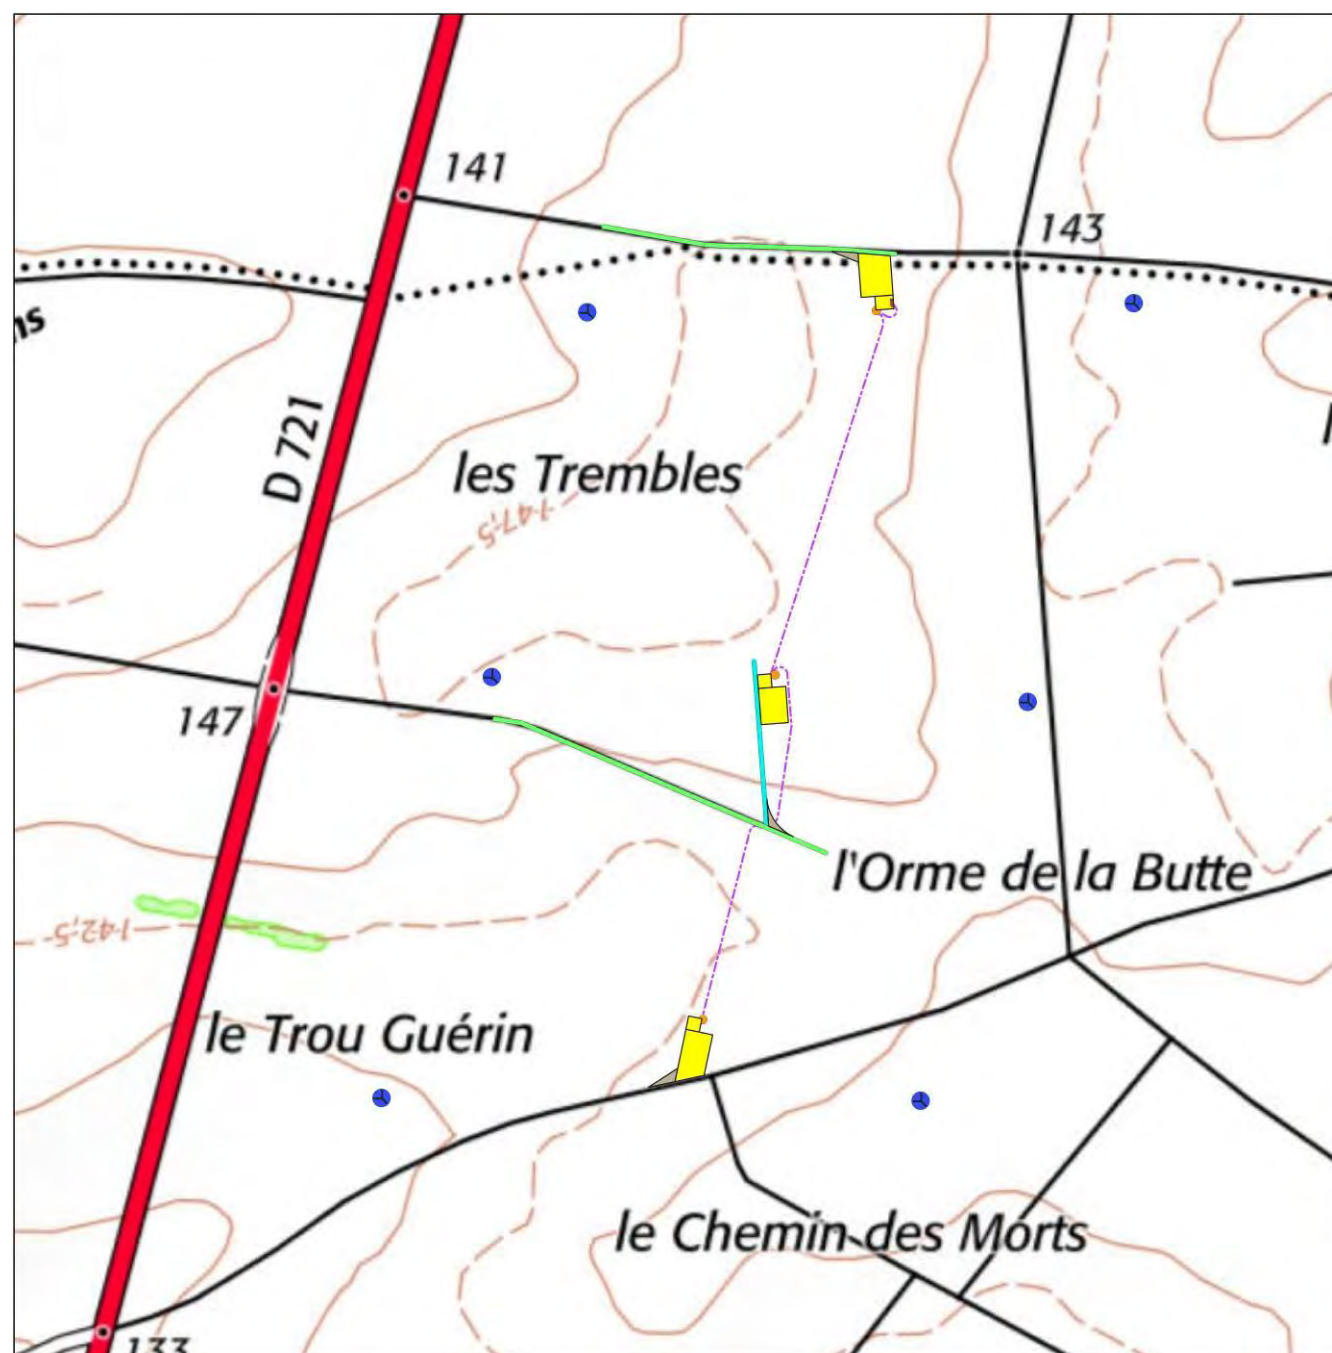 141
143
ns
D 721
les Trembles
147,5
147
l'Orme de la Butte
142,5
le Trou Guérin
le Chemin des Morts
133